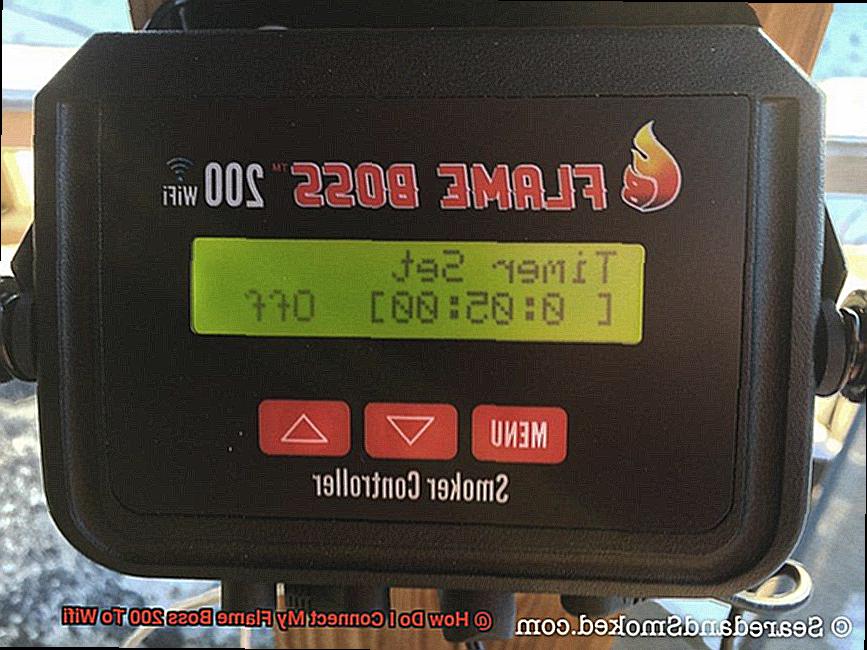 FLAME BOSS™ 200 WiFi
Timer Set
[ 0:05:00] Off
MENU
Smoker Controller
© SearedandSmoked.com
@ How Do I Connect My Flame Boss 200 To Wifi